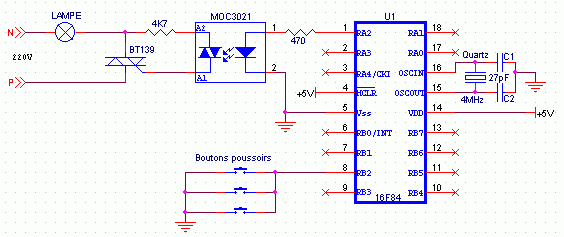 LAMPE
N
220V
P
BT139
4K7
MOC3021
A2
A1
1
2
470
U1
16F84
1 RA2 RA1 18
2 RA3 RA0 17
3 RA4/CKI OSCIN 16
4 MCLR OSCOUT 15
5 Vss VDD 14
6 RB0/INT RB7 13
7 RB1 RB6 12
8 RB2 RB5 11
9 RB3 RB4 10
+5V
Quartz
4MHz
C1
27pF
C2
+5V
Boutons poussoirs